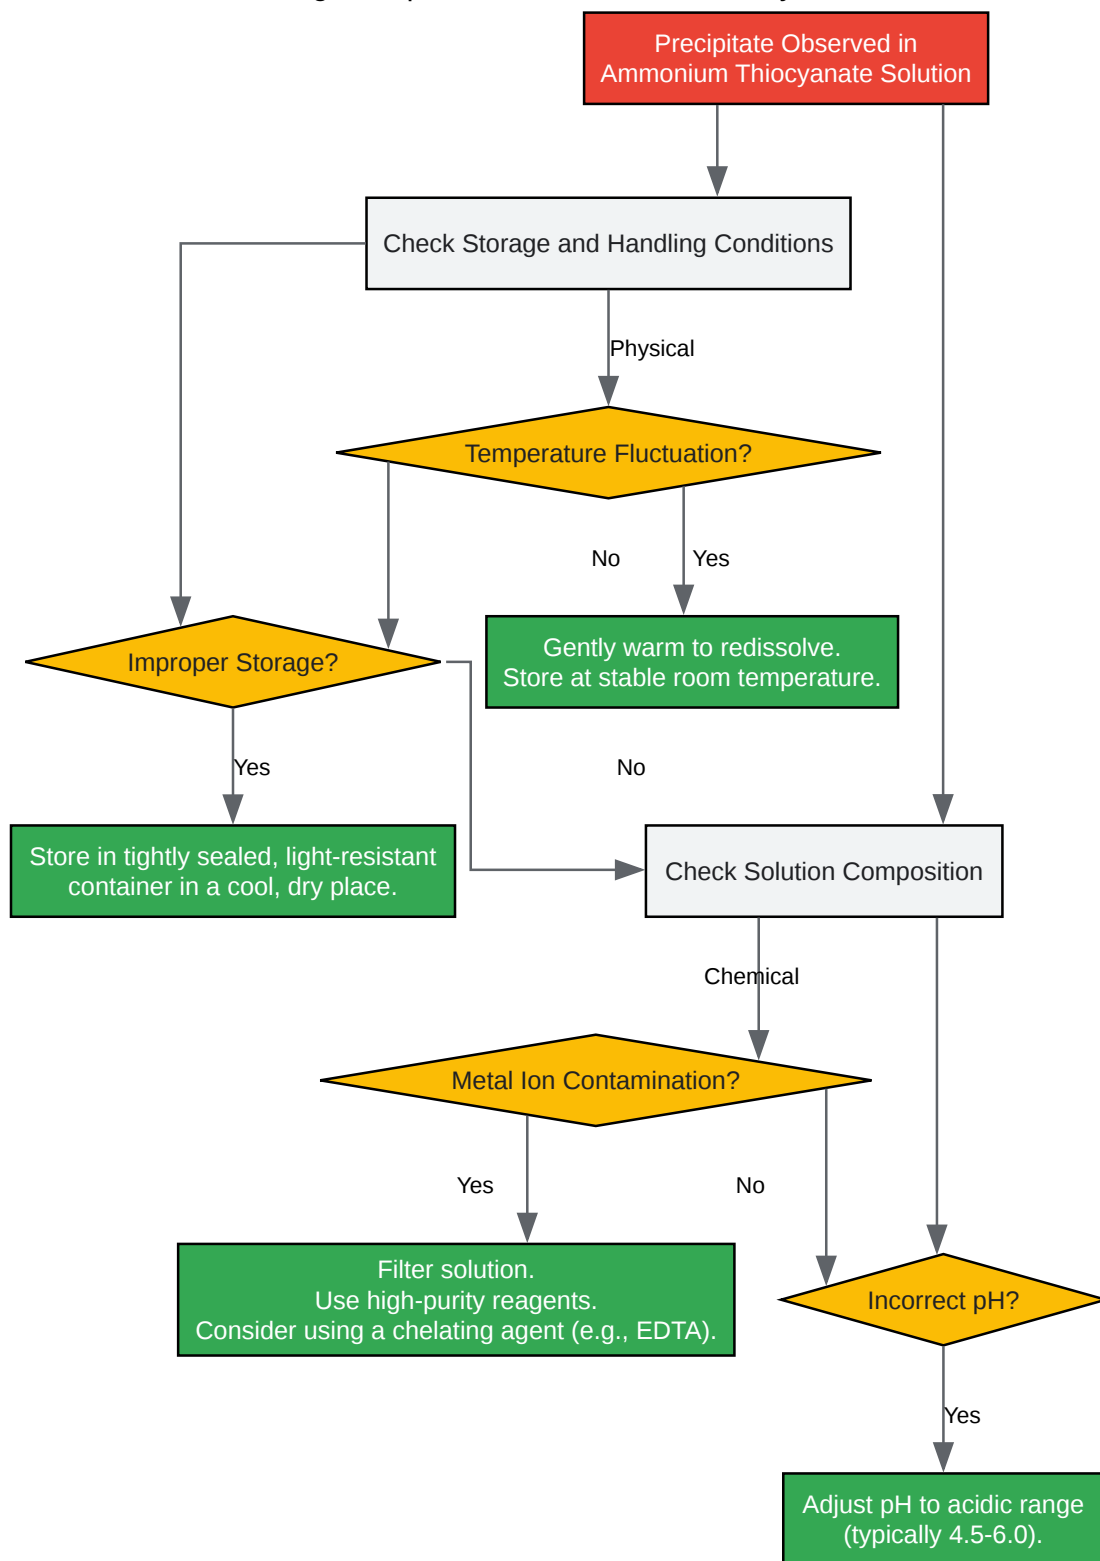 Precipitate Observed in
Ammonium Thiocyanate Solution
Check Storage and Handling Conditions
Physical
Temperature Fluctuation?
No
Yes
Gently warm to redissolve.
Store at stable room temperature.
Improper Storage?
Yes
No
Store in tightly sealed, light-resistant
container in a cool, dry place.
Check Solution Composition
Chemical
Metal Ion Contamination?
Yes
No
Filter solution.
Use high-purity reagents.
Consider using a chelating agent (e.g., EDTA).
Incorrect pH?
Yes
Adjust pH to acidic range
(typically 4.5-6.0).